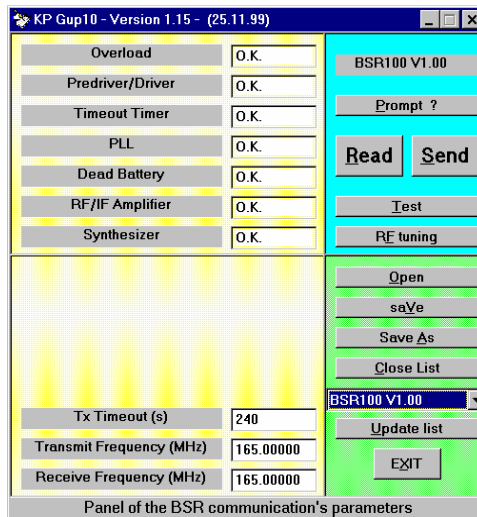 KP Gup10 - Version 1.15 - (25.11.99)
Overload O.K.
Predriver/Driver O.K.
Timeout Timer O.K.
PLL O.K.
Dead Battery O.K.
RF/IF Amplifier O.K.
Synthesizer O.K.
BSR100 V1.00
Prompt ?
Read Send
Test
RF tuning
Tx Timeout (s) 240
Transmit Frequency (MHz) 165.00000
Receive Frequency (MHz) 165.00000
Open
saVe
Save As
Close List
BSR100 V1.00
Update list
EXIT
Panel of the BSR communication's parameters